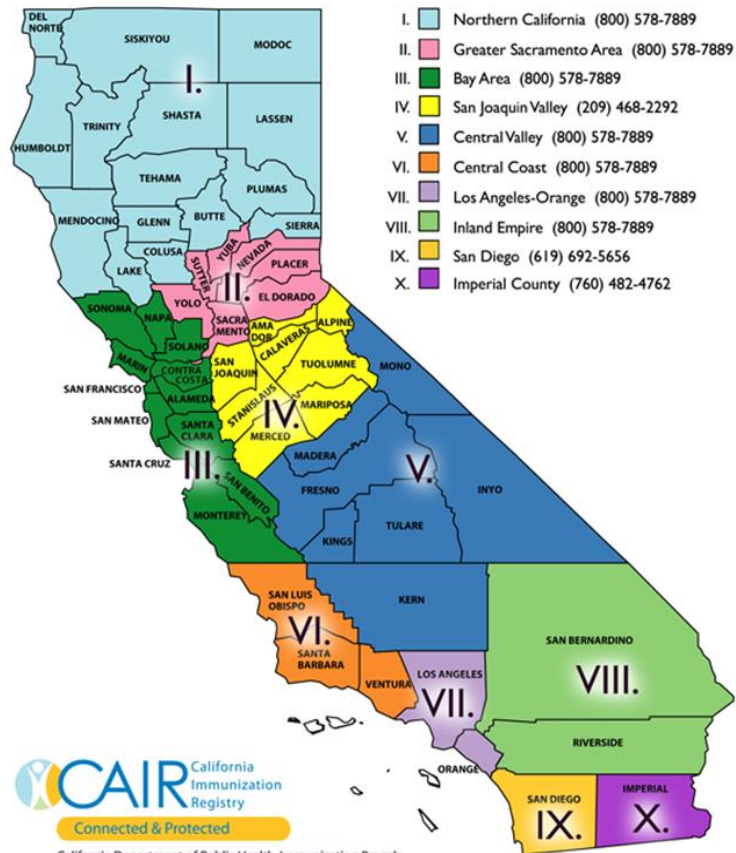 I. Northern California (800) 578-7889
II. Greater Sacramento Area (800) 578-7889
III. Bay Area (800) 578-7889
IV. San Joaquin Valley (209) 468-2292
V. Central Valley (800) 578-7889
VI. Central Coast (800) 578-7889
VII. Los Angeles-Orange (800) 578-7889
VIII. Inland Empire (800) 578-7889
IX. San Diego (619) 692-5656
X. Imperial County (760) 482-4762
DEL
NORTE
SISKIYOU
MODOC
I.
SHASTA
LASSEN
TRINITY
HUMBOLDT
TEHAMA
PLUMAS
MENDOCINO
GLENN
BUTTE
SIERRA
COLUSA
LAKE
YUBA
NEVADA
SUTTER
PLACER
II.
YOLO
EL DORADO
SONOMA
NAPA
SACRA
MENTO
AMA
DOR
ALPINE
SOLANO
CALAVERAS
MARIN
CONTRA
COSTA
SAN
JOAQUIN
TUOLUMNE
MONO
SAN FRANCISCO
ALAMEDA
STANISLAUS
MARIPOSA
IV.
SAN MATEO
SANTA
CLARA
MERCED
SANTA CRUZ
III.
SAN BENITO
MADERA
V.
FRESNO
INYO
MONTEREY
TULARE
KINGS
SAN LUIS
OBISPO
KERN
VI.
SANTA
BARBARA
SAN BERNARDINO
VENTURA
LOS ANGELES
VII.
VIII.
RIVERSIDE
ORANGE
SAN DIEGO
IX.
IMPERIAL
X.
CAIR
California
Immunization
Registry
Connected & Protected
California Department of Public Health, Immunization Branch